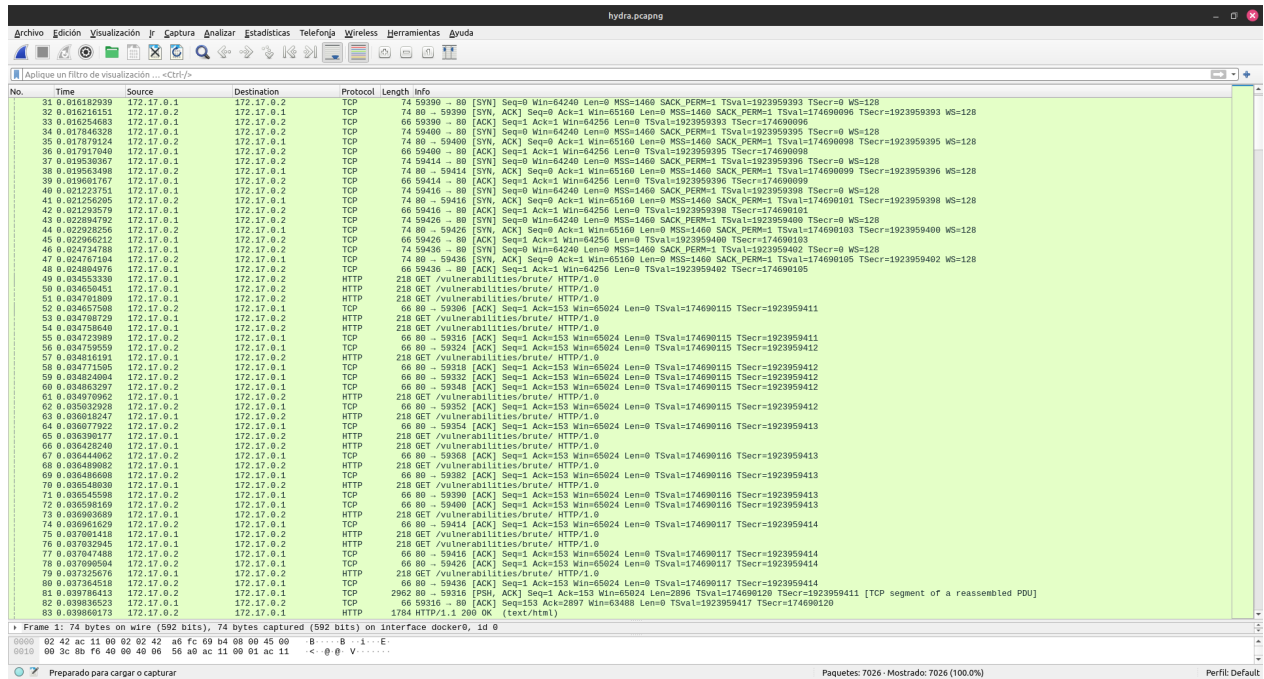 hydra.pcapng
Archivo Edición Visualización Ir Captura Analizar Estadísticas Telefonía Wireless Herramientas Ayuda
Aplique un filtro de visualización ... <Ctrl-/>
No. Time Source Destination Protocol Length Info
31 0.016182939 172.17.0.1 172.17.0.2 TCP 74 59390 → 80 [SYN] Seq=0 Win=64240 Len=0 MSS=1460 SACK_PERM=1 TSval=1923959393 TSecr=0 WS=128
32 0.016216151 172.17.0.2 172.17.0.1 TCP 74 80 → 59390 [SYN, ACK] Seq=0 Ack=1 Win=65160 Len=0 MSS=1460 SACK_PERM=1 TSval=174690096 TSecr=1923959393 WS=128
33 0.016254683 172.17.0.1 172.17.0.2 TCP 66 59390 → 80 [ACK] Seq=1 Ack=1 Win=64256 Len=0 TSval=1923959393 TSecr=174690096
34 0.017846328 172.17.0.1 172.17.0.2 TCP 74 59400 → 80 [SYN] Seq=0 Win=64240 Len=0 MSS=1460 SACK_PERM=1 TSval=1923959395 TSecr=0 WS=128
35 0.017879124 172.17.0.2 172.17.0.1 TCP 74 80 → 59400 [SYN, ACK] Seq=0 Ack=1 Win=65160 Len=0 MSS=1460 SACK_PERM=1 TSval=174690098 TSecr=1923959395 WS=128
36 0.017917040 172.17.0.1 172.17.0.2 TCP 66 59400 → 80 [ACK] Seq=1 Ack=1 Win=64256 Len=0 TSval=1923959395 TSecr=174690098
37 0.019530367 172.17.0.1 172.17.0.2 TCP 74 59414 → 80 [SYN] Seq=0 Win=64240 Len=0 MSS=1460 SACK_PERM=1 TSval=1923959396 TSecr=0 WS=128
38 0.019563498 172.17.0.2 172.17.0.1 TCP 74 80 → 59414 [SYN, ACK] Seq=0 Ack=1 Win=65160 Len=0 MSS=1460 SACK_PERM=1 TSval=174690099 TSecr=1923959396 WS=128
39 0.019601767 172.17.0.1 172.17.0.2 TCP 66 59414 → 80 [ACK] Seq=1 Ack=1 Win=64256 Len=0 TSval=1923959396 TSecr=174690099
40 0.021223751 172.17.0.1 172.17.0.2 TCP 74 59416 → 80 [SYN] Seq=0 Win=64240 Len=0 MSS=1460 SACK_PERM=1 TSval=1923959398 TSecr=0 WS=128
41 0.021256205 172.17.0.2 172.17.0.1 TCP 74 80 → 59416 [SYN, ACK] Seq=0 Ack=1 Win=65160 Len=0 MSS=1460 SACK_PERM=1 TSval=174690101 TSecr=1923959398 WS=128
42 0.021293579 172.17.0.1 172.17.0.2 TCP 66 59416 → 80 [ACK] Seq=1 Ack=1 Win=64256 Len=0 TSval=1923959398 TSecr=174690101
43 0.022894792 172.17.0.1 172.17.0.2 TCP 74 59426 → 80 [SYN] Seq=0 Win=64240 Len=0 MSS=1460 SACK_PERM=1 TSval=1923959400 TSecr=0 WS=128
44 0.022928256 172.17.0.2 172.17.0.1 TCP 74 80 → 59426 [SYN, ACK] Seq=0 Ack=1 Win=65160 Len=0 MSS=1460 SACK_PERM=1 TSval=174690103 TSecr=1923959400 WS=128
45 0.022966212 172.17.0.1 172.17.0.2 TCP 66 59426 → 80 [ACK] Seq=1 Ack=1 Win=64256 Len=0 TSval=1923959400 TSecr=174690103
46 0.024734788 172.17.0.1 172.17.0.2 TCP 74 59436 → 80 [SYN] Seq=0 Win=64240 Len=0 MSS=1460 SACK_PERM=1 TSval=1923959402 TSecr=0 WS=128
47 0.024767104 172.17.0.2 172.17.0.1 TCP 74 80 → 59436 [SYN, ACK] Seq=0 Ack=1 Win=65160 Len=0 MSS=1460 SACK_PERM=1 TSval=174690105 TSecr=1923959402 WS=128
48 0.024804976 172.17.0.1 172.17.0.2 TCP 66 59436 → 80 [ACK] Seq=1 Ack=1 Win=64256 Len=0 TSval=1923959402 TSecr=174690105
49 0.034553330 172.17.0.1 172.17.0.2 HTTP 218 GET /vulnerabilities/brute/ HTTP/1.0
50 0.034650451 172.17.0.1 172.17.0.2 HTTP 218 GET /vulnerabilities/brute/ HTTP/1.0
51 0.034701809 172.17.0.1 172.17.0.2 HTTP 218 GET /vulnerabilities/brute/ HTTP/1.0
52 0.034657508 172.17.0.2 172.17.0.1 TCP 66 80 → 59306 [ACK] Seq=1 Ack=153 Win=65024 Len=0 TSval=174690115 TSecr=1923959411
53 0.034708729 172.17.0.1 172.17.0.2 HTTP 218 GET /vulnerabilities/brute/ HTTP/1.0
54 0.034758640 172.17.0.1 172.17.0.2 HTTP 218 GET /vulnerabilities/brute/ HTTP/1.0
55 0.034723989 172.17.0.2 172.17.0.1 TCP 66 80 → 59316 [ACK] Seq=1 Ack=153 Win=65024 Len=0 TSval=174690115 TSecr=1923959411
56 0.034759559 172.17.0.2 172.17.0.1 TCP 66 80 → 59324 [ACK] Seq=1 Ack=153 Win=65024 Len=0 TSval=174690115 TSecr=1923959412
57 0.034816191 172.17.0.1 172.17.0.2 HTTP 218 GET /vulnerabilities/brute/ HTTP/1.0
58 0.034771505 172.17.0.2 172.17.0.1 TCP 66 80 → 59318 [ACK] Seq=1 Ack=153 Win=65024 Len=0 TSval=174690115 TSecr=1923959412
59 0.034824004 172.17.0.2 172.17.0.1 TCP 66 80 → 59332 [ACK] Seq=1 Ack=153 Win=65024 Len=0 TSval=174690115 TSecr=1923959412
60 0.034863297 172.17.0.2 172.17.0.1 TCP 66 80 → 59348 [ACK] Seq=1 Ack=153 Win=65024 Len=0 TSval=174690115 TSecr=1923959412
61 0.034970962 172.17.0.1 172.17.0.2 HTTP 218 GET /vulnerabilities/brute/ HTTP/1.0
62 0.035032928 172.17.0.2 172.17.0.1 TCP 66 80 → 59352 [ACK] Seq=1 Ack=153 Win=65024 Len=0 TSval=174690115 TSecr=1923959412
63 0.036018247 172.17.0.1 172.17.0.2 HTTP 218 GET /vulnerabilities/brute/ HTTP/1.0
64 0.036077922 172.17.0.2 172.17.0.1 TCP 66 80 → 59354 [ACK] Seq=1 Ack=153 Win=65024 Len=0 TSval=174690116 TSecr=1923959413
65 0.036390177 172.17.0.1 172.17.0.2 HTTP 218 GET /vulnerabilities/brute/ HTTP/1.0
66 0.036428240 172.17.0.1 172.17.0.2 HTTP 218 GET /vulnerabilities/brute/ HTTP/1.0
67 0.036444062 172.17.0.2 172.17.0.1 TCP 66 80 → 59368 [ACK] Seq=1 Ack=153 Win=65024 Len=0 TSval=174690116 TSecr=1923959413
68 0.036489082 172.17.0.1 172.17.0.2 HTTP 218 GET /vulnerabilities/brute/ HTTP/1.0
69 0.036486608 172.17.0.2 172.17.0.1 TCP 66 80 → 59382 [ACK] Seq=1 Ack=153 Win=65024 Len=0 TSval=174690116 TSecr=1923959413
70 0.036548030 172.17.0.1 172.17.0.2 HTTP 218 GET /vulnerabilities/brute/ HTTP/1.0
71 0.036545598 172.17.0.2 172.17.0.1 TCP 66 80 → 59390 [ACK] Seq=1 Ack=153 Win=65024 Len=0 TSval=174690116 TSecr=1923959413
72 0.036598169 172.17.0.2 172.17.0.1 TCP 66 80 → 59400 [ACK] Seq=1 Ack=153 Win=65024 Len=0 TSval=174690116 TSecr=1923959413
73 0.036903689 172.17.0.1 172.17.0.2 HTTP 218 GET /vulnerabilities/brute/ HTTP/1.0
74 0.036961629 172.17.0.2 172.17.0.1 TCP 66 80 → 59414 [ACK] Seq=1 Ack=153 Win=65024 Len=0 TSval=174690117 TSecr=1923959414
75 0.037001418 172.17.0.1 172.17.0.2 HTTP 218 GET /vulnerabilities/brute/ HTTP/1.0
76 0.037032945 172.17.0.1 172.17.0.2 HTTP 218 GET /vulnerabilities/brute/ HTTP/1.0
77 0.037047488 172.17.0.2 172.17.0.1 TCP 66 80 → 59416 [ACK] Seq=1 Ack=153 Win=65024 Len=0 TSval=174690117 TSecr=1923959414
78 0.037090504 172.17.0.2 172.17.0.1 TCP 66 80 → 59426 [ACK] Seq=1 Ack=153 Win=65024 Len=0 TSval=174690117 TSecr=1923959414
79 0.037325676 172.17.0.1 172.17.0.2 HTTP 218 GET /vulnerabilities/brute/ HTTP/1.0
80 0.037364518 172.17.0.2 172.17.0.1 TCP 66 80 → 59436 [ACK] Seq=1 Ack=153 Win=65024 Len=0 TSval=174690117 TSecr=1923959414
81 0.039786413 172.17.0.2 172.17.0.1 TCP 2962 80 → 59316 [PSH, ACK] Seq=1 Ack=153 Win=65024 Len=2896 TSval=174690120 TSecr=1923959411 [TCP segment of a reassembled PDU]
82 0.039836523 172.17.0.1 172.17.0.2 TCP 66 59316 → 80 [ACK] Seq=153 Ack=2897 Win=63488 Len=0 TSval=1923959417 TSecr=174690120
83 0.039860173 172.17.0.2 172.17.0.1 HTTP 1784 HTTP/1.1 200 OK (text/html)
Frame 1: 74 bytes on wire (592 bits), 74 bytes captured (592 bits) on interface docker0, id 0
0000 02 42 ac 11 00 02 02 42 a6 fc 69 b4 08 00 45 00 ·B·····B ··i···E·
0010 00 3c 8b f6 40 00 40 06 56 a0 ac 11 00 01 ac 11 ·<··@·@· V·······
Preparado para cargar o capturar Paquetes: 7026 · Mostrado: 7026 (100.0%) Perfil: Default